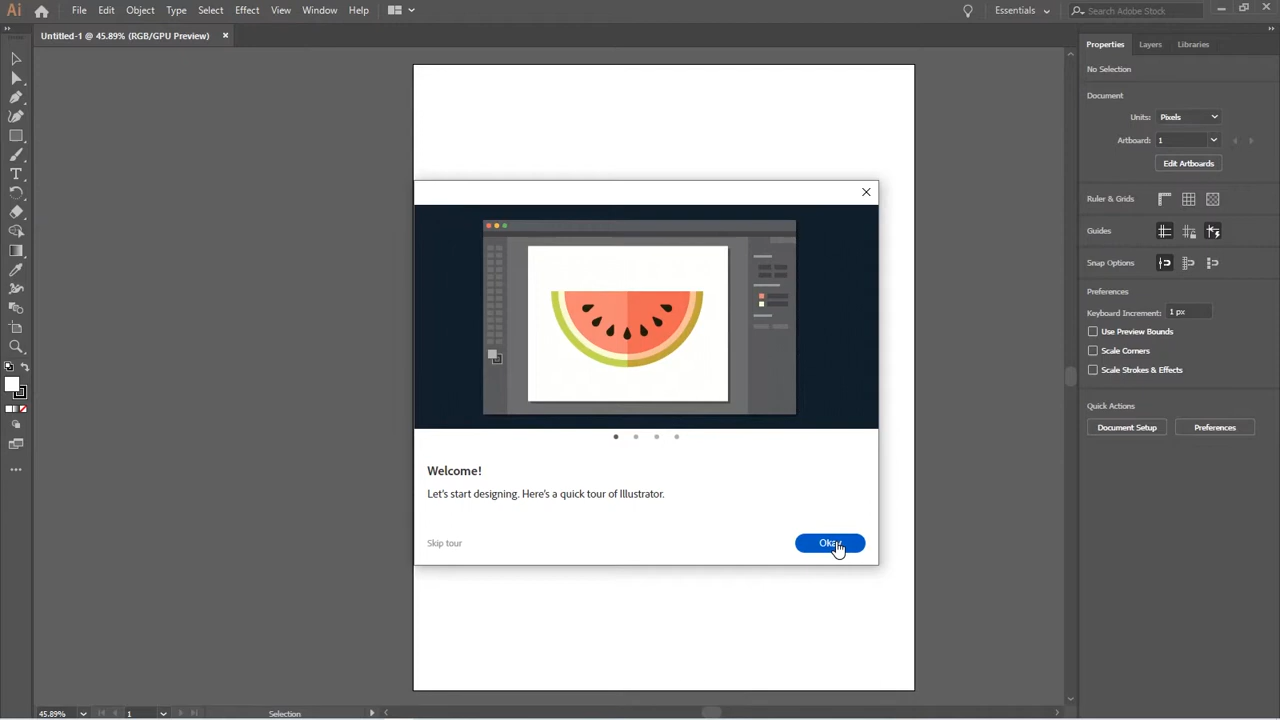 Ai File Edit Object Type Select Effect View Window Help Essentials Search Adobe Stock
Untitled-1 @ 45.89% (RGB/GPU Preview) ×
Properties Layers Libraries
No Selection
Document
Units: Pixels
Artboard: 1
Edit Artboards
Ruler & Grids
Guides
Snap Options
Preferences
Keyboard Increment: 1 px
Use Preview Bounds
Scale Corners
Scale Strokes & Effects
Quick Actions
Document Setup Preferences
Welcome!
Let's start designing. Here's a quick tour of Illustrator.
Skip tour
45.89% 1 Selection